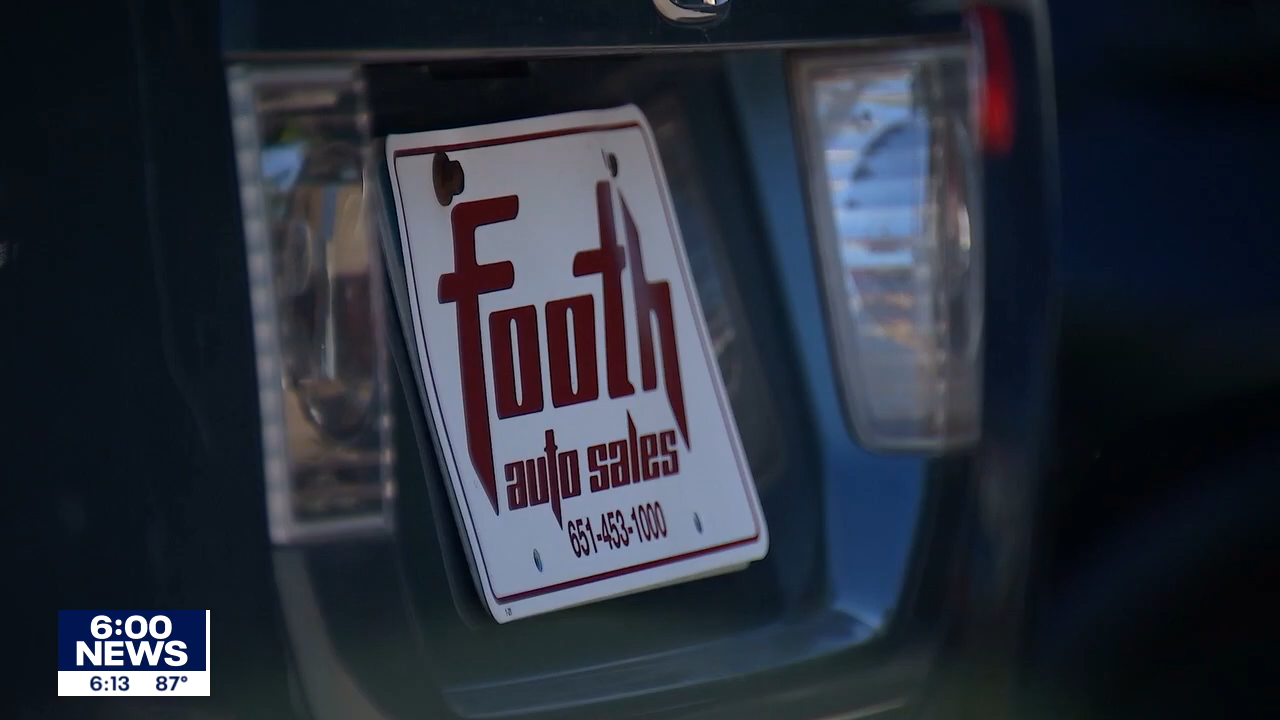 Footh
auto sales
651-453-1000
6:00
NEWS
6:13 87°